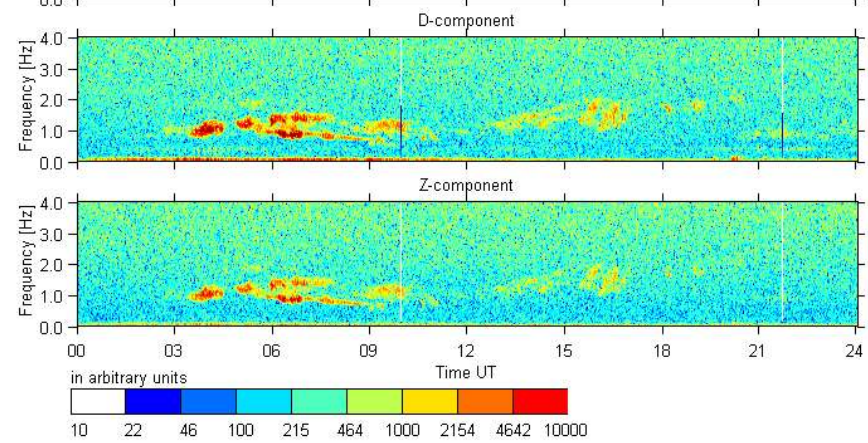 0.0
D-component
4.0
3.0
2.0
1.0
0.0
Frequency [Hz]
Z-component
4.0
3.0
2.0
1.0
0.0
Frequency [Hz]
00 03 06 09 12 15 18 21 24
Time UT
in arbitrary units
10 22 46 100 215 464 1000 2154 4642 10000